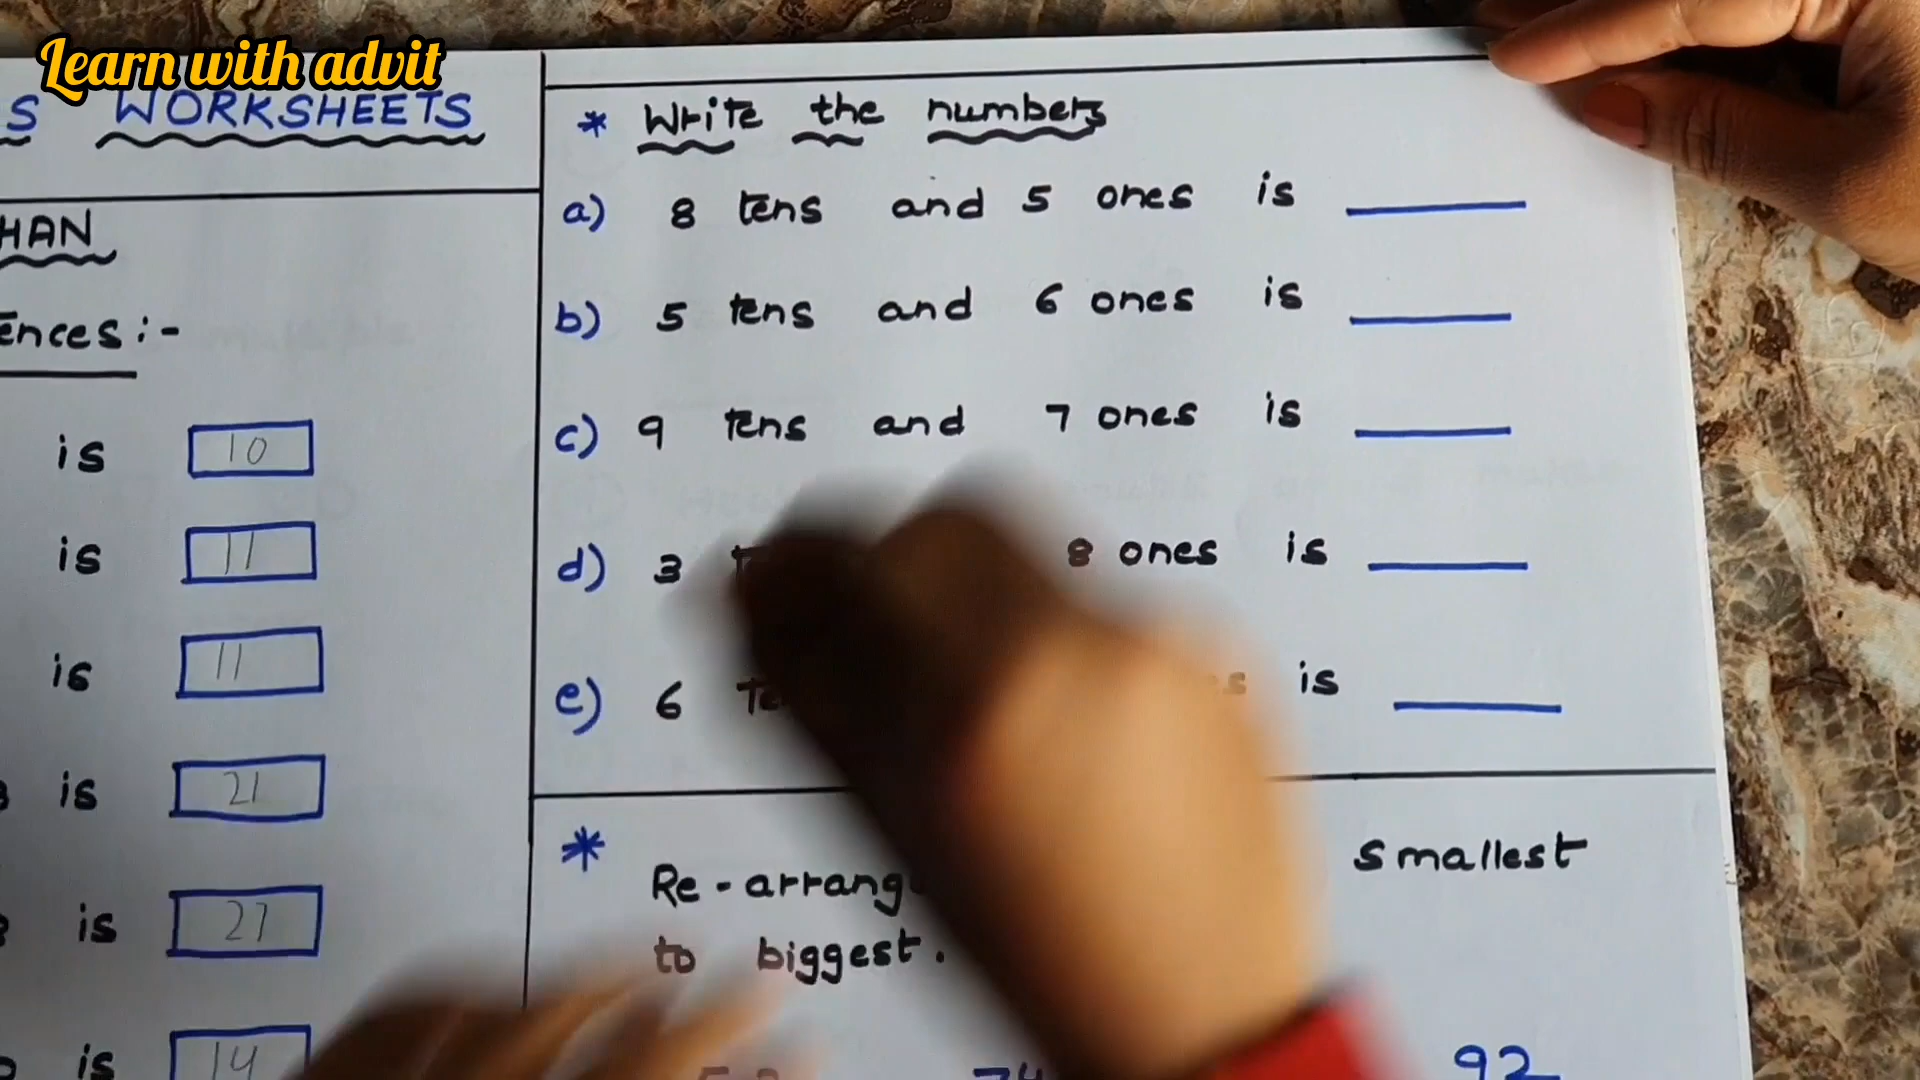 Learn with advit
S WORKSHEETS
HAN
ences:-
is 10
is 11
is 11
is 21
is 27
is 14
* Write the numbers
a) 8 tens and 5 ones is
b) 5 tens and 6 ones is
c) 9 tens and 7 ones is
d) 3 8 ones is
e) 6 is
* Re-arrang smallest
to biggest.
92